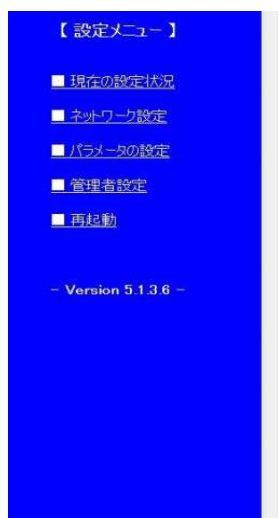 【 設定メニュー 】
■ 現在の設定状況
■ ネットワーク設定
■ パラメータの設定
■ 管理者設定
■ 再起動
- Version 5.1.3.6 -